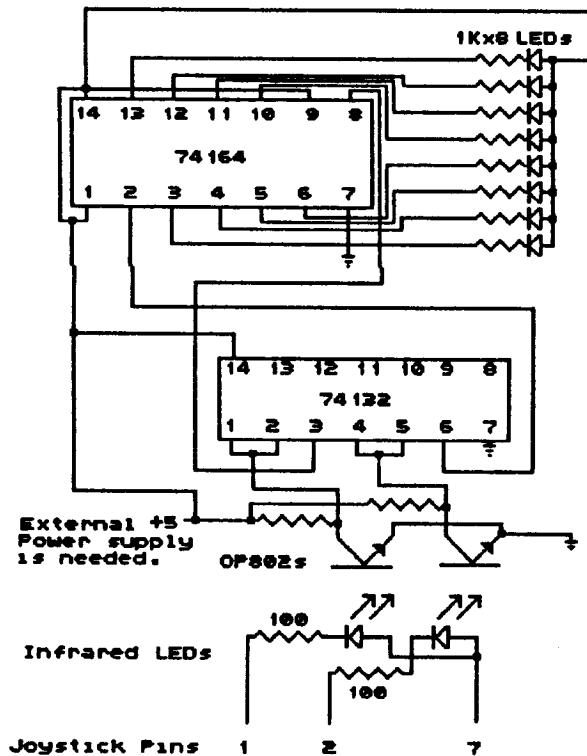 1Kx8 LEDs
14 13 12 11 10 9 8
74164
1 2 3 4 5 6 7
14 13 12 11 10 9 8
74132
1 2 3 4 5 6 7
External +5
Power supply
is needed.
OP802s
100
Infrared LEDs
100
Joystick Pins 1 2 7